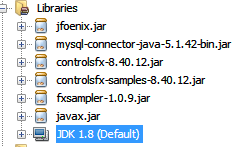 Libraries
jfoenix.jar
mysql-connector-java-5.1.42-bin.jar
controlsfx-8.40.12.jar
controlsfx-samples-8.40.12.jar
fxsampler-1.0.9.jar
javax.jar
JDK 1.8 (Default)